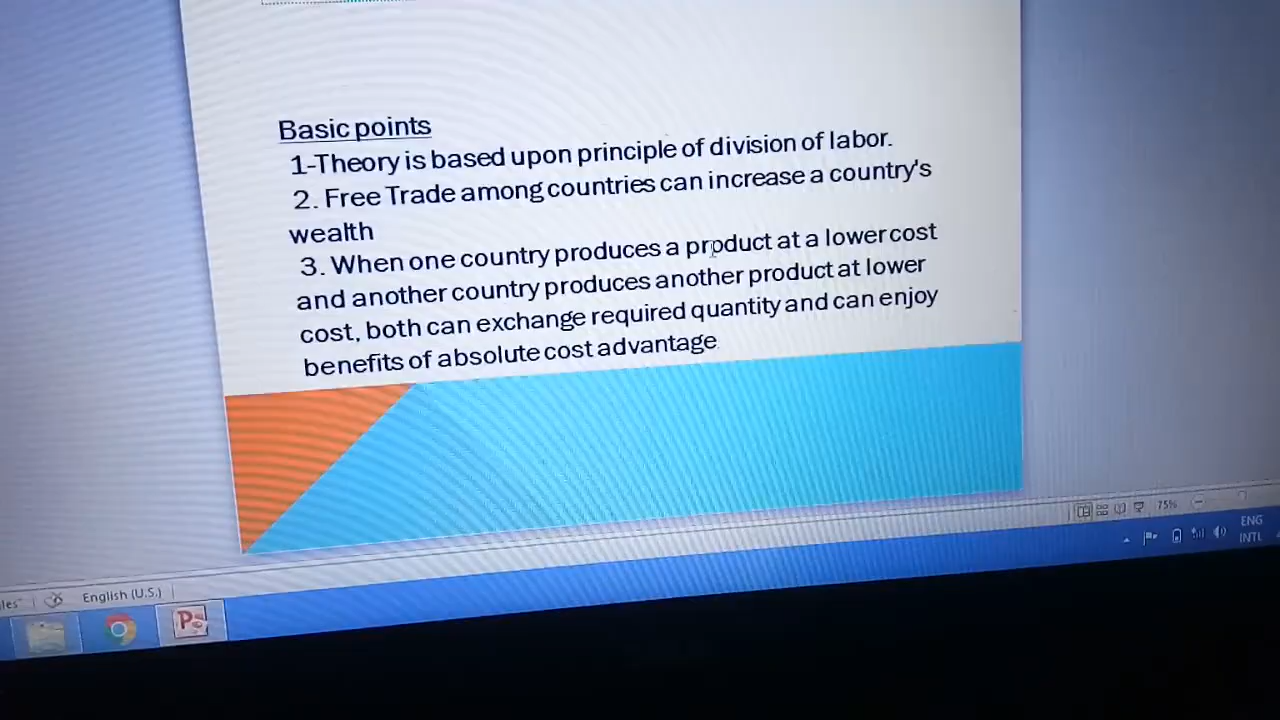 Basic points
1-Theory is based upon principle of division of labor.
2. Free Trade among countries can increase a country's
wealth
3. When one country produces a product at a lower cost
and another country produces another product at lower
cost, both can exchange required quantity and can enjoy
benefits of absolute cost advantage
75%
English (U.S.)
ENG
INTL